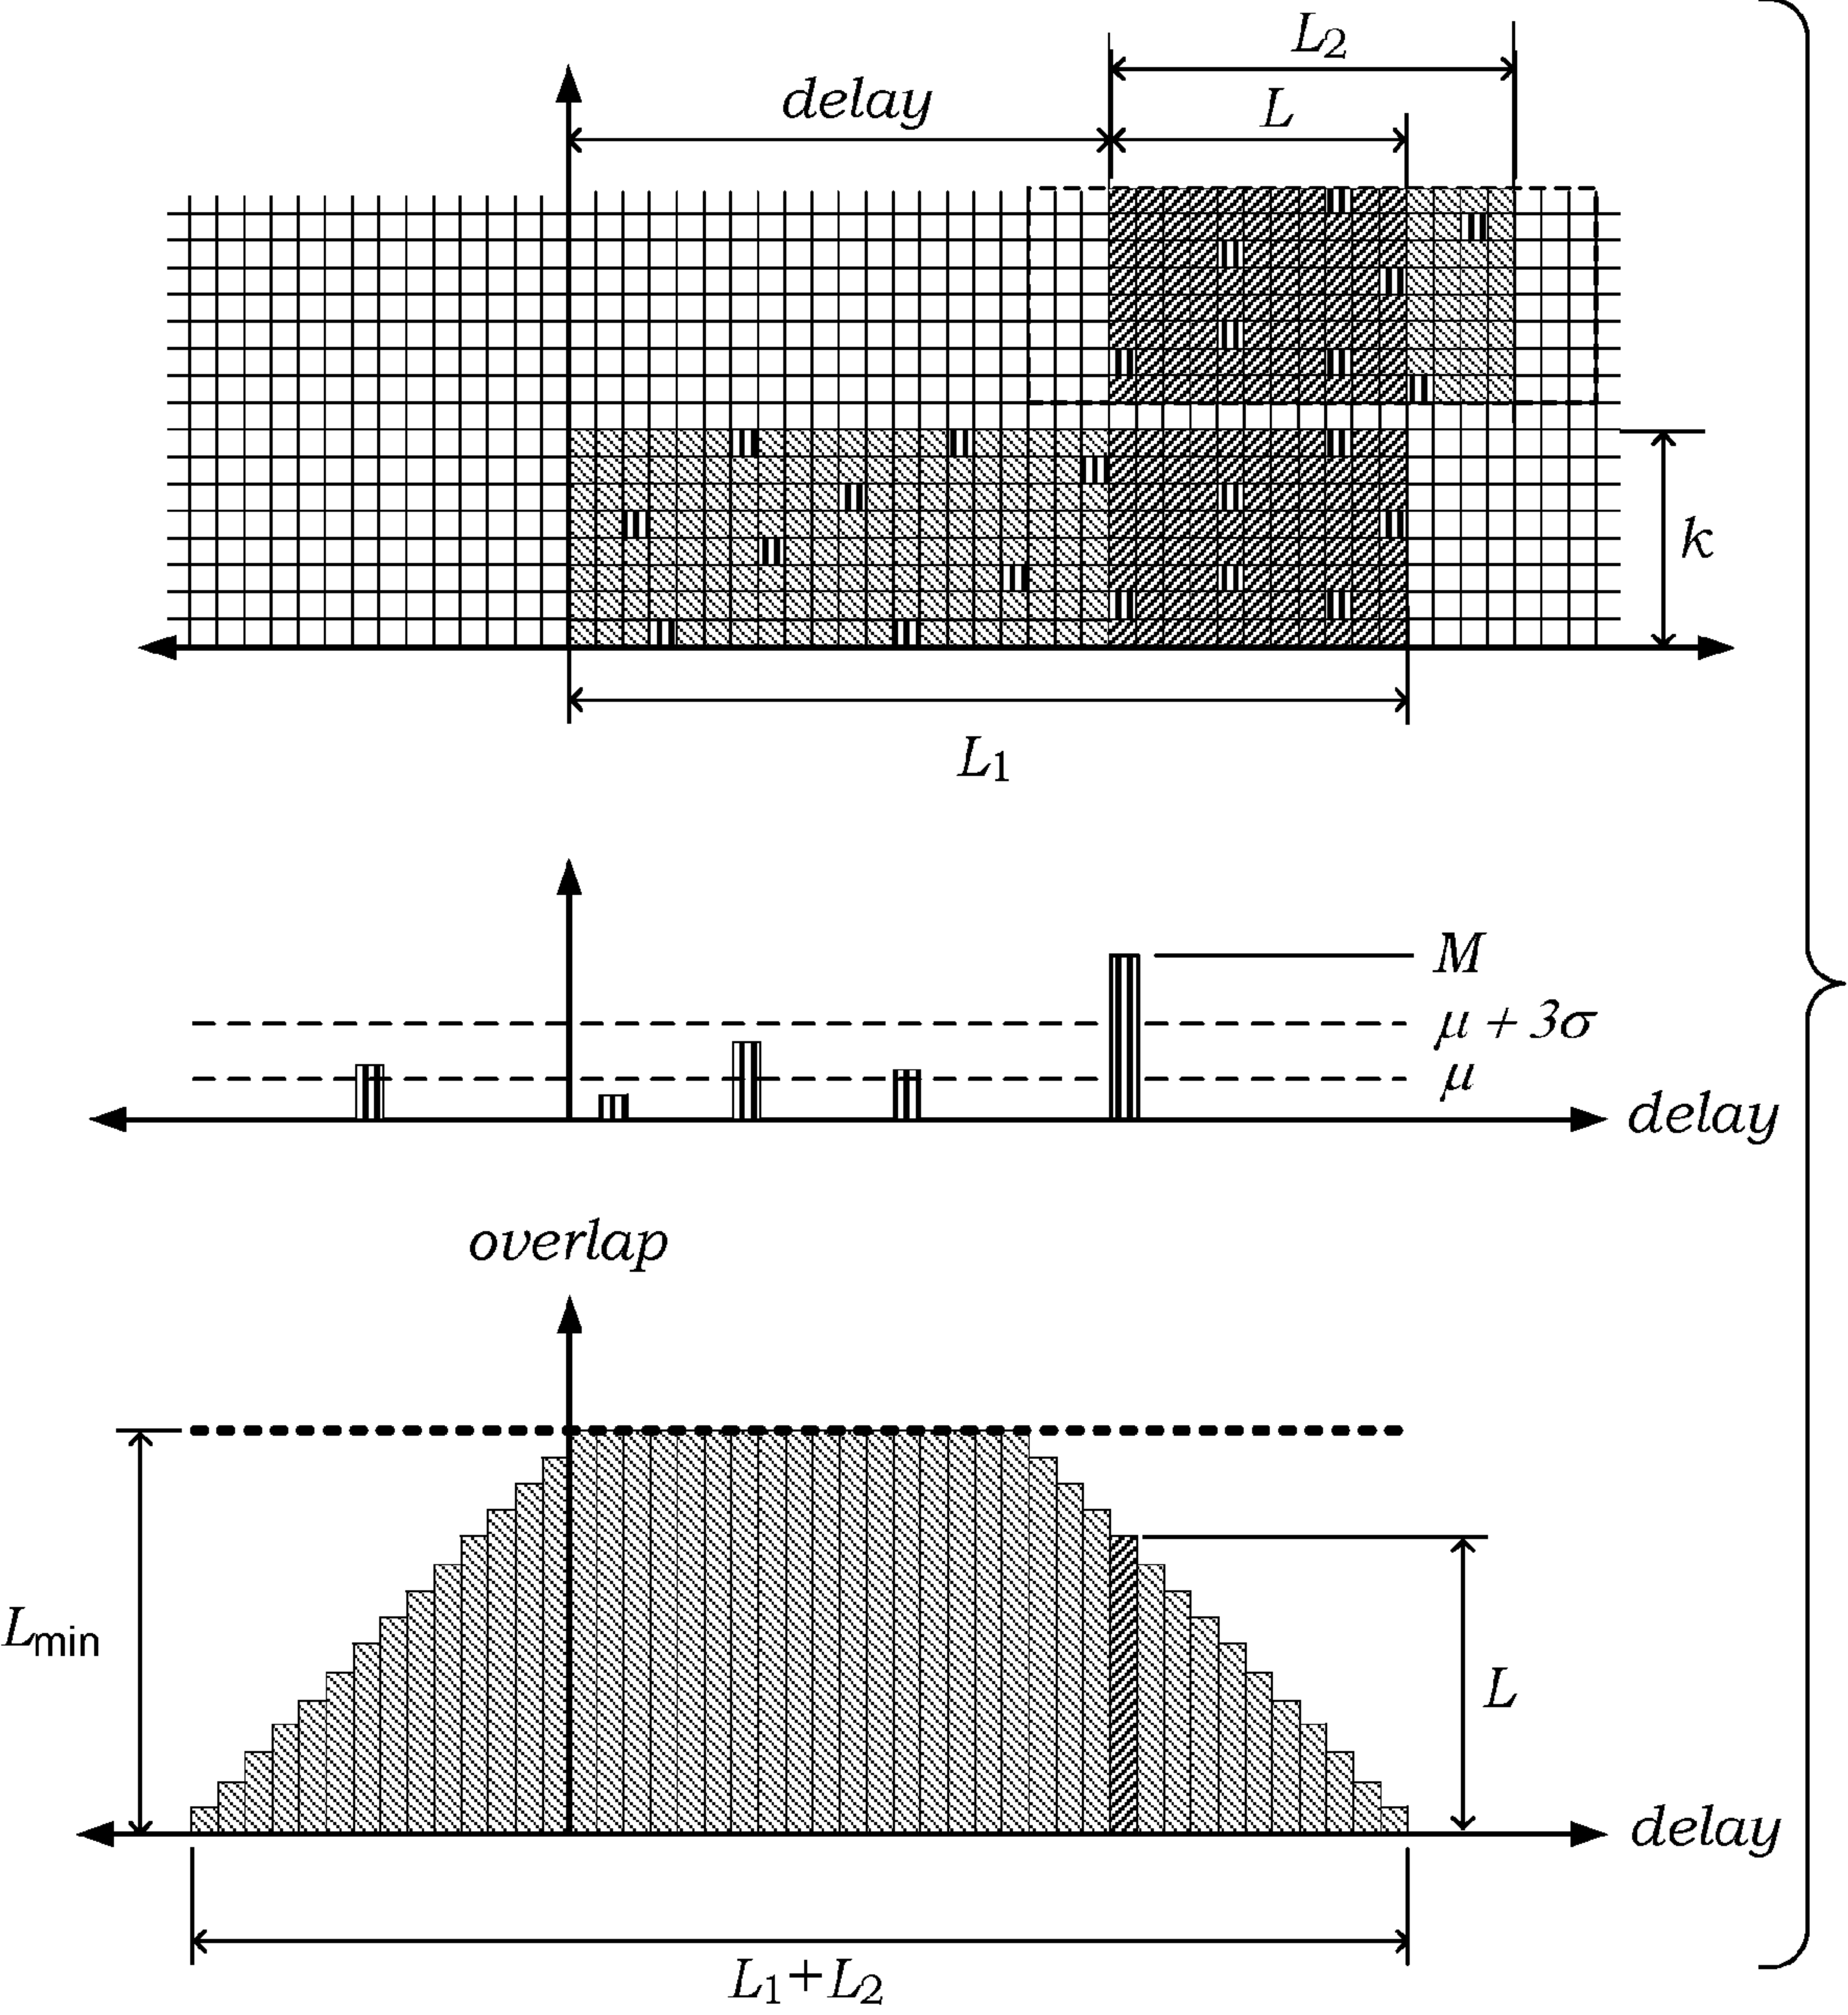 L₂
delay
L
k
L₁
M
μ + 3σ
μ
delay
overlap
Lmin
L
delay
L₁+L₂